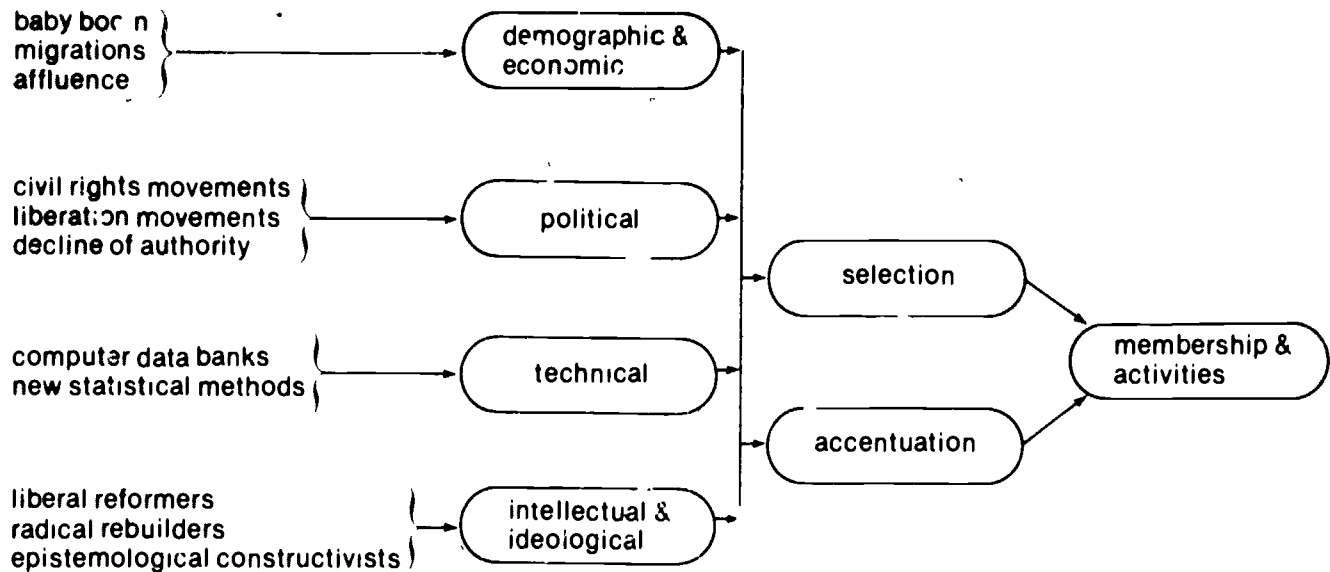 baby boom
migrations
affluence
demographic &
economic
civil rights movements
liberation movements
decline of authority
political
selection
membership &
activities
computer data banks
new statistical methods
technical
accentuation
liberal reformers
radical rebuilders
epistemological constructivists
intellectual &
ideological